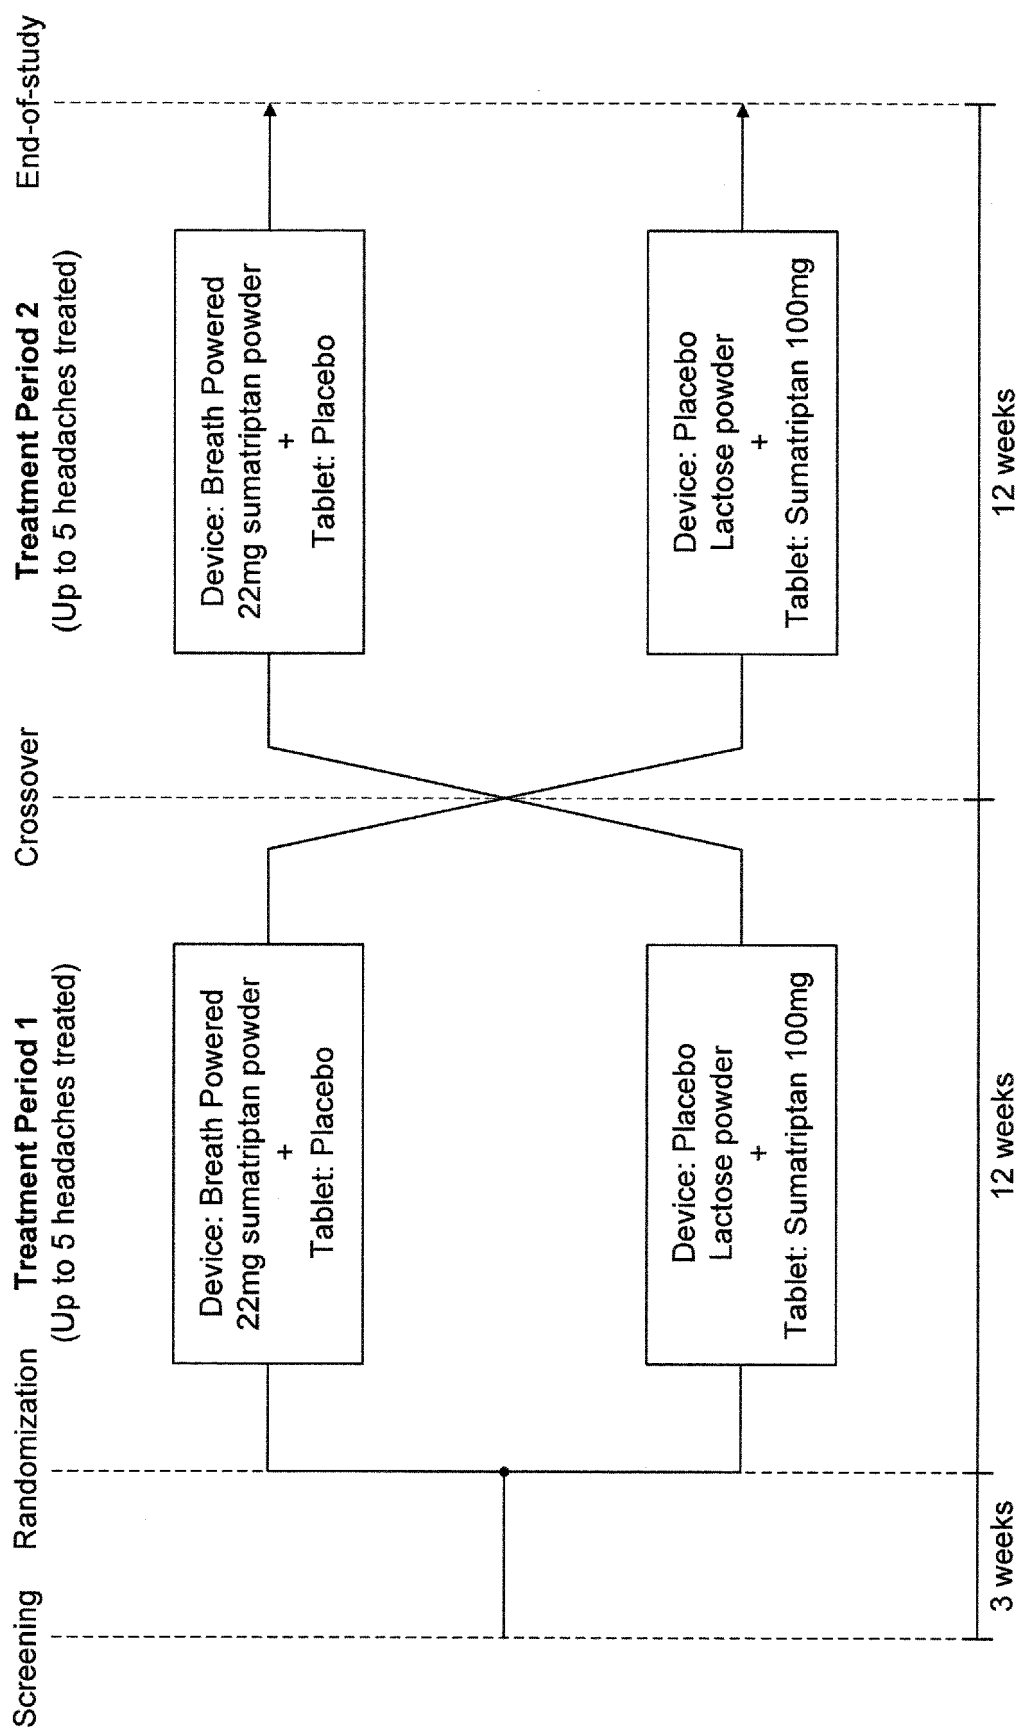 Screening
Randomization
Treatment Period 1
(Up to 5 headaches treated)
Crossover
Treatment Period 2
(Up to 5 headaches treated)
End-of-study
Device: Breath Powered
22mg sumatriptan powder
+
Tablet: Placebo
Device: Breath Powered
22mg sumatriptan powder
+
Tablet: Placebo
Device: Placebo
Lactose powder
+
Tablet: Sumatriptan 100mg
Device: Placebo
Lactose powder
+
Tablet: Sumatriptan 100mg
3 weeks
12 weeks
12 weeks